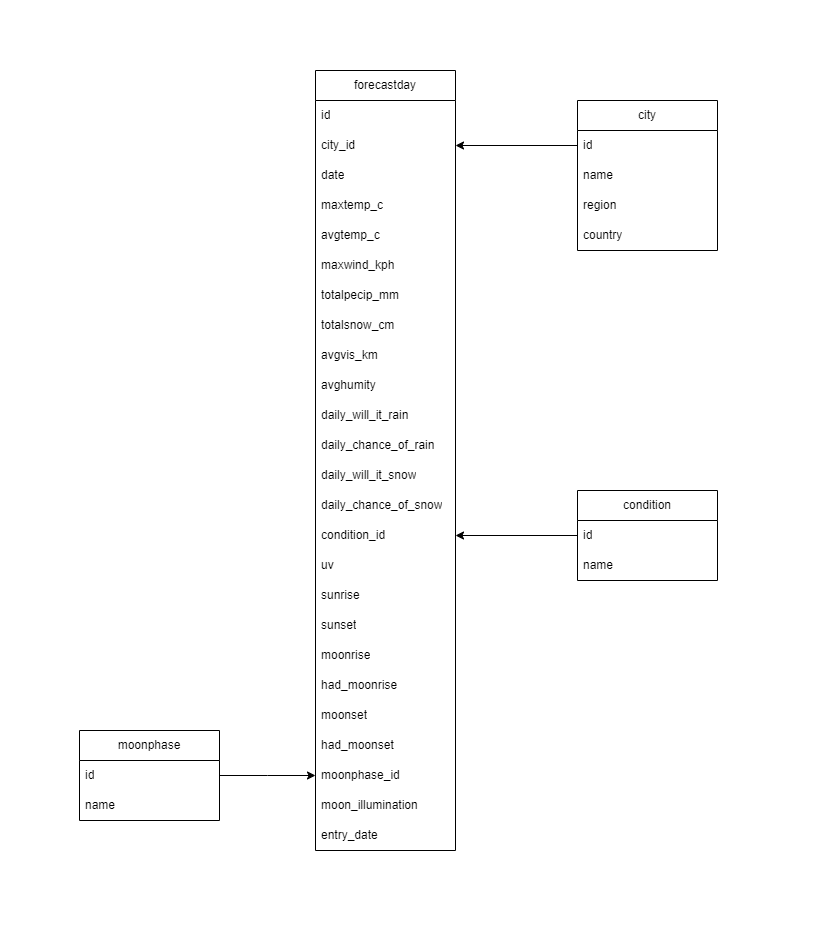 forecastday
id
city_id
date
maxtemp_c
avgtemp_c
maxwind_kph
totalpecip_mm
totalsnow_cm
avgvis_km
avghumity
daily_will_it_rain
daily_chance_of_rain
daily_will_it_snow
daily_chance_of_snow
condition_id
uv
sunrise
sunset
moonrise
had_moonrise
moonset
had_moonset
moonphase_id
moon_illumination
entry_date
city
id
name
region
country
condition
id
name
moonphase
id
name